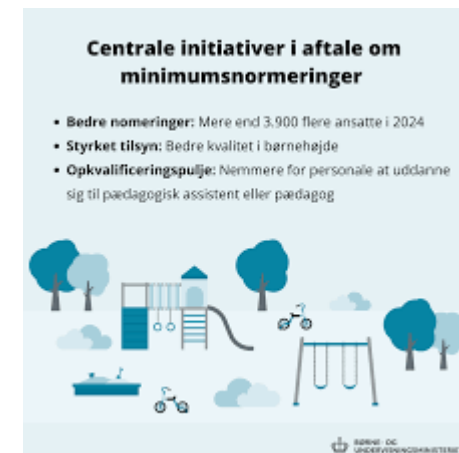 Centrale initiativer i aftale om
minimumsnormeringer
• Bedre nomeringer: Mere end 3.900 flere ansatte i 2024
• Styrket tilsyn: Bedre kvalitet i børnehøjde
• Opkvalificeringspulje: Nemmere for personale at uddanne
sig til pædagogisk assistent eller pædagog
BØRNE- OG
UNDERVISNINGSMINISTERIET